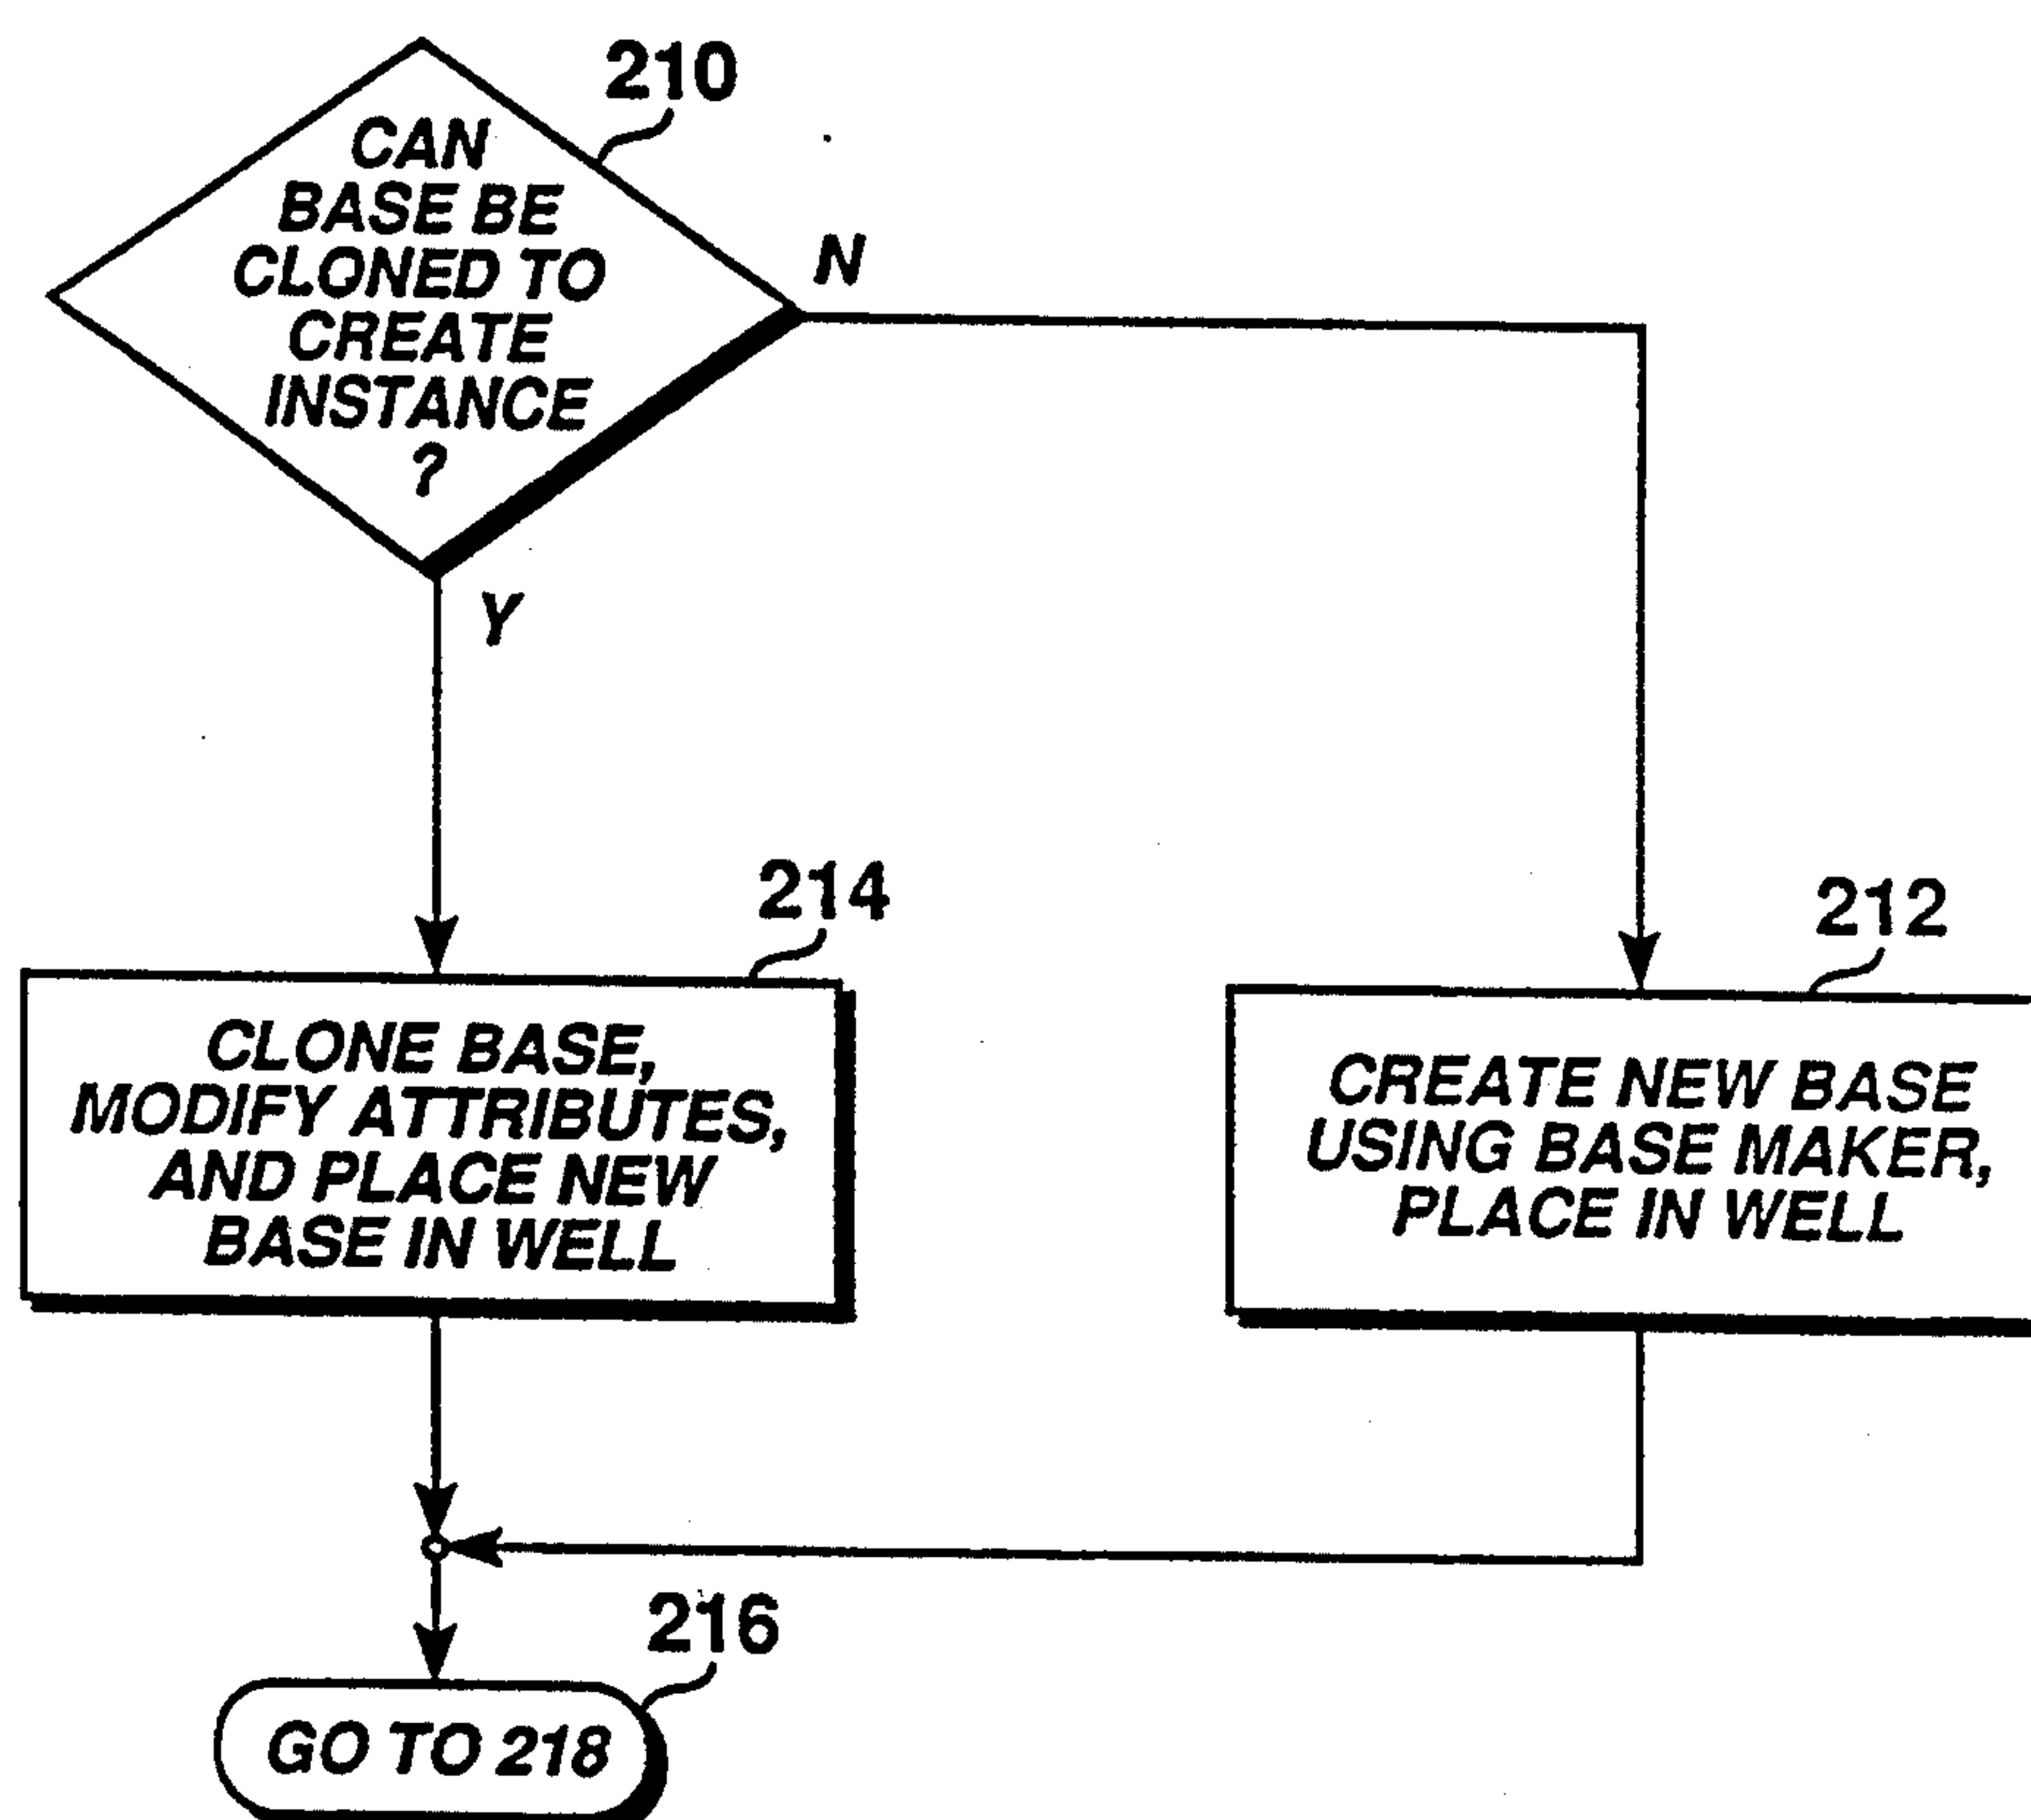 210
CAN
BASE BE
CLONED TO
CREATE
INSTANCE
?
N
Y
214
CLONE BASE,
MODIFY ATTRIBUTES,
AND PLACE NEW
BASE IN WELL
212
CREATE NEW BASE
USING BASE MAKER,
PLACE IN WELL
216
GO TO 218